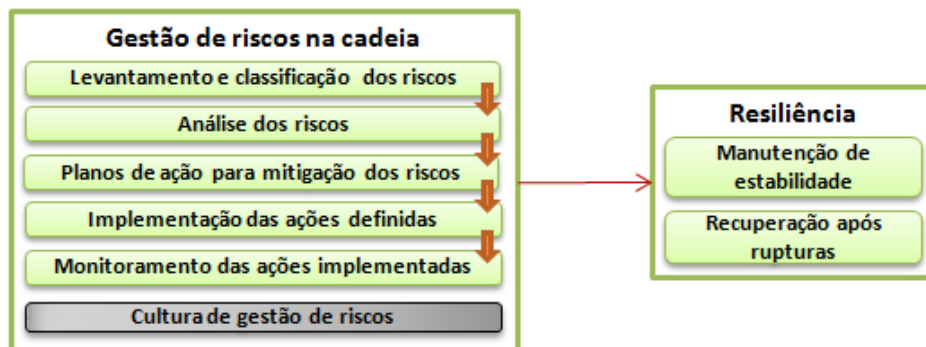 Gestão de riscos na cadeia
Levantamento e classificação dos riscos
Análise dos riscos
Planos de ação para mitigação dos riscos
Implementação das ações definidas
Monitoramento das ações implementadas
Cultura de gestão de riscos
Resiliência
Manutenção de
estabilidade
Recuperação após
rupturas